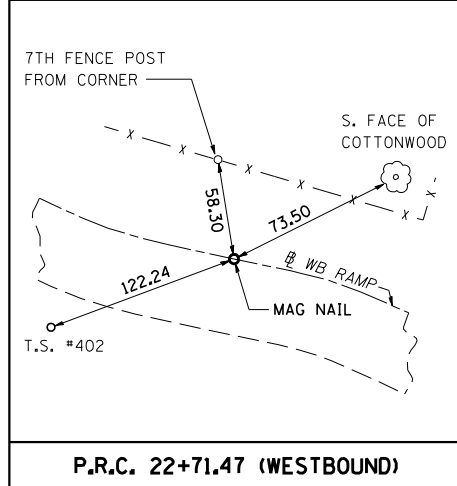 7TH FENCE POST
FROM CORNER
S. FACE OF
COTTONWOOD
X X X X X X X
58.30
73.50
122.24
BL WB RAMP
MAG NAIL
T.S. #402
P.R.C. 22+71.47 (WESTBOUND)